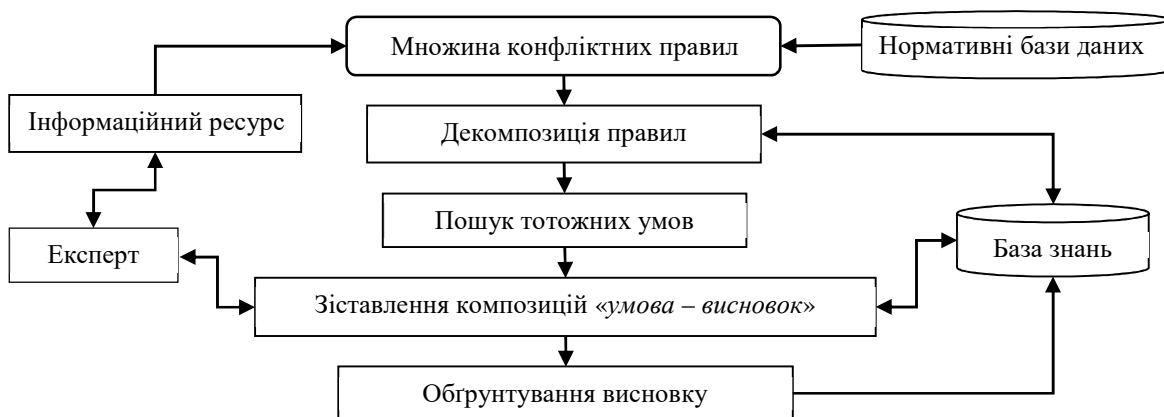 Множина конфліктних правил
Нормативні бази даних
Інформаційний ресурс
Декомпозиція правил
Пошук тотожних умов
Експерт
База знань
Зіставлення композицій «умова – висновок»
Обґрунтування висновку